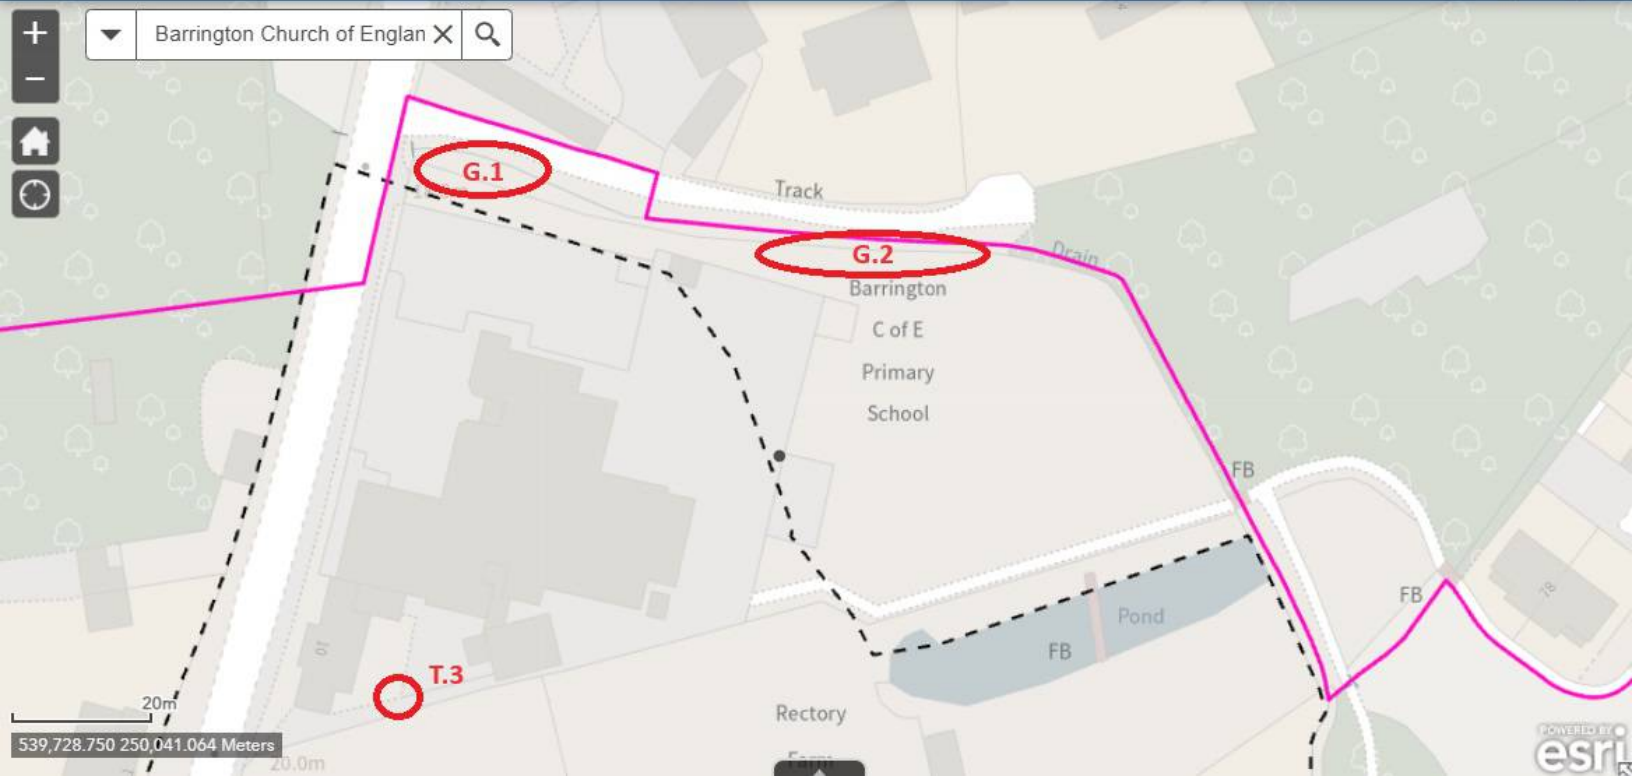 +
Barrington Church of Englan
−
G.1
Track
G.2
Drain
Barrington
C of E
Primary
School
FB
FB
78
Pond
FB
10
T.3
20m
Rectory
Farm
539,728.750 250,041.064 Meters
20.0m
POWERED BY
esri